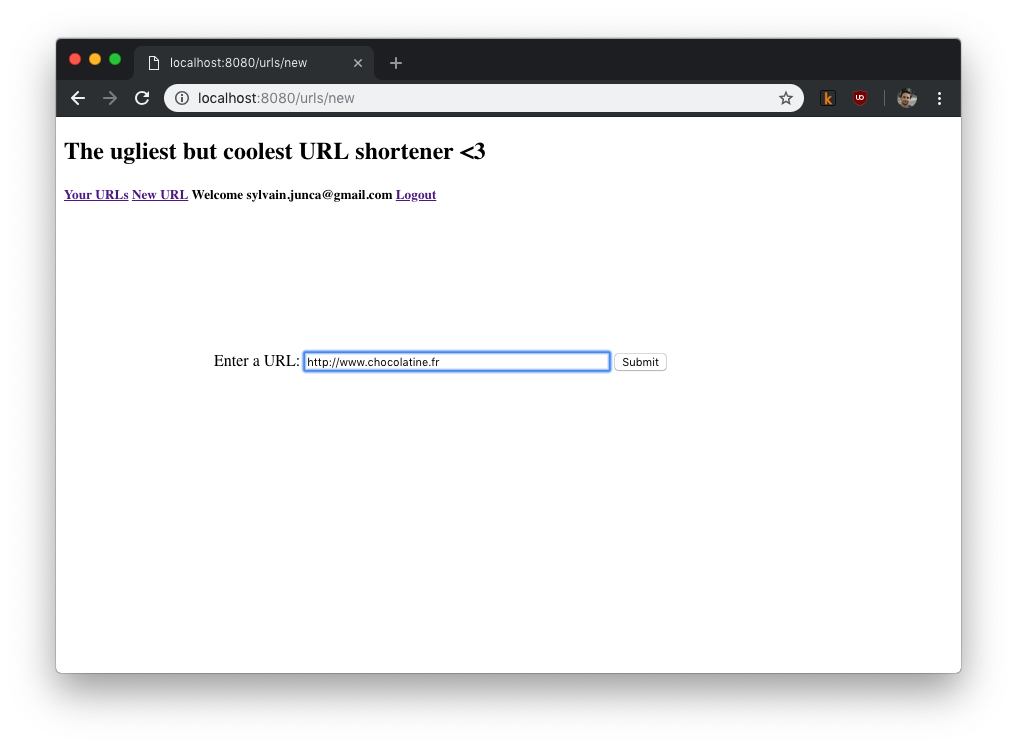 localhost:8080/urls/new
localhost:8080/urls/new
k
UD
The ugliest but coolest URL shortener <3
Your URLs New URL Welcome sylvain.junca@gmail.com Logout
Enter a URL: http://www.chocolatine.fr Submit